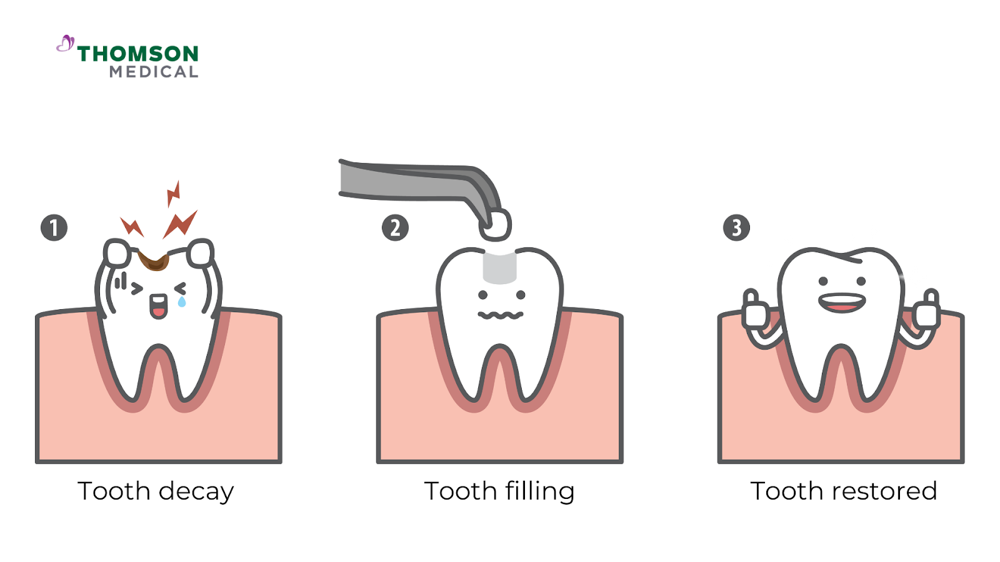 THOMSON
MEDICAL
1
2
3
Tooth decay
Tooth filling
Tooth restored